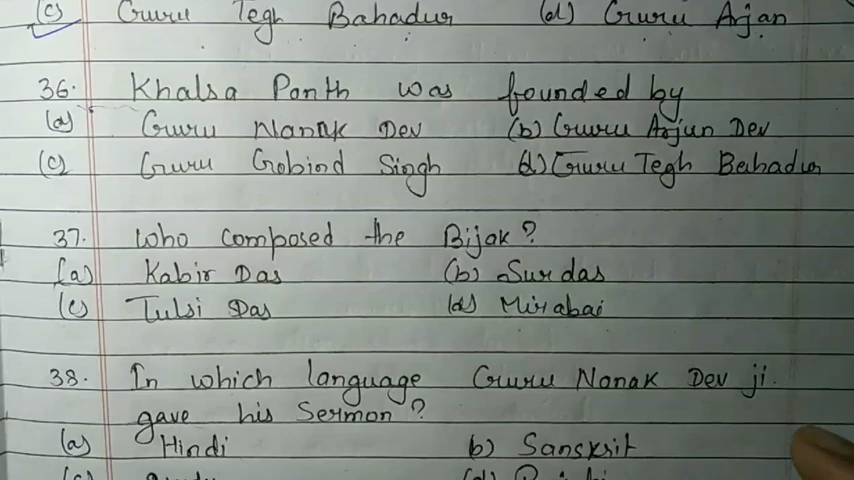 (c) Guru Tegh Bahadur (d) Guru Arjan
36. Khalsa Panth was founded by
(a) Guru Nanak Dev (b) Guru Arjun Dev
(c) Guru Gobind Singh (d) Guru Tegh Bahadur
37. Who composed the Bijak?
(a) Kabir Das (b) Surdas
(c) Tulsi Das (d) Mirabai
38. In which language Guru Nanak Dev ji.
gave his Sermon?
(a) Hindi b) Sanskrit
(c) (d)